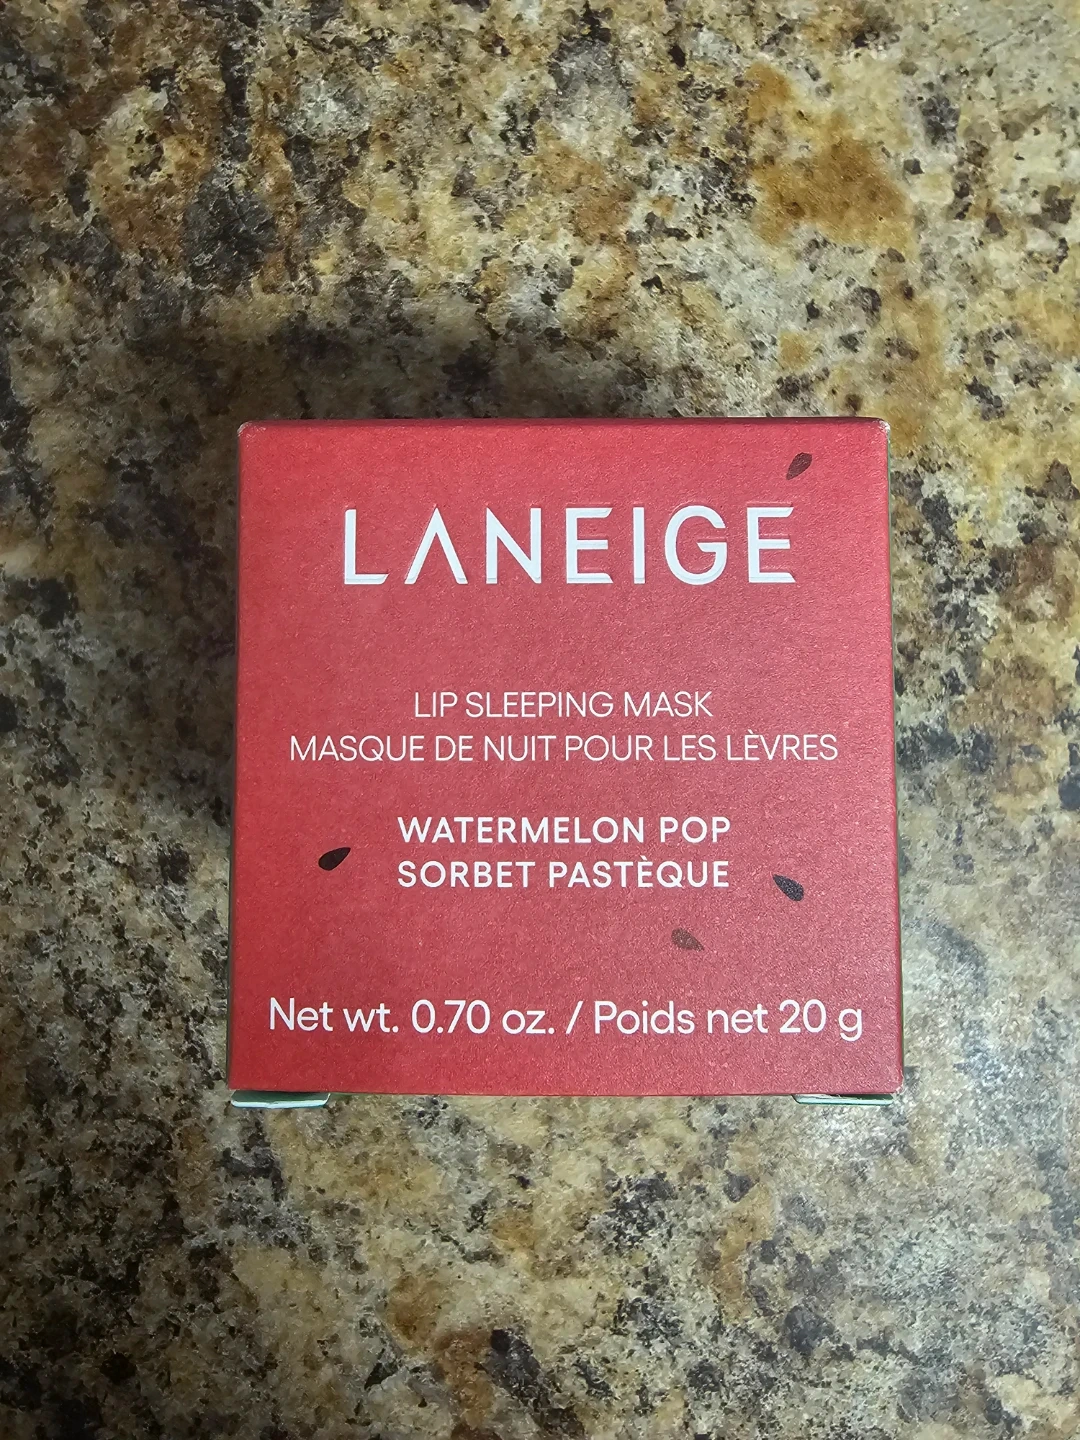 LANEIGE
LIP SLEEPING MASK
MASQUE DE NUIT POUR LES LÈVRES
WATERMELON POP
SORBET PASTÈQUE
Net wt. 0.70 oz. / Poids net 20 g